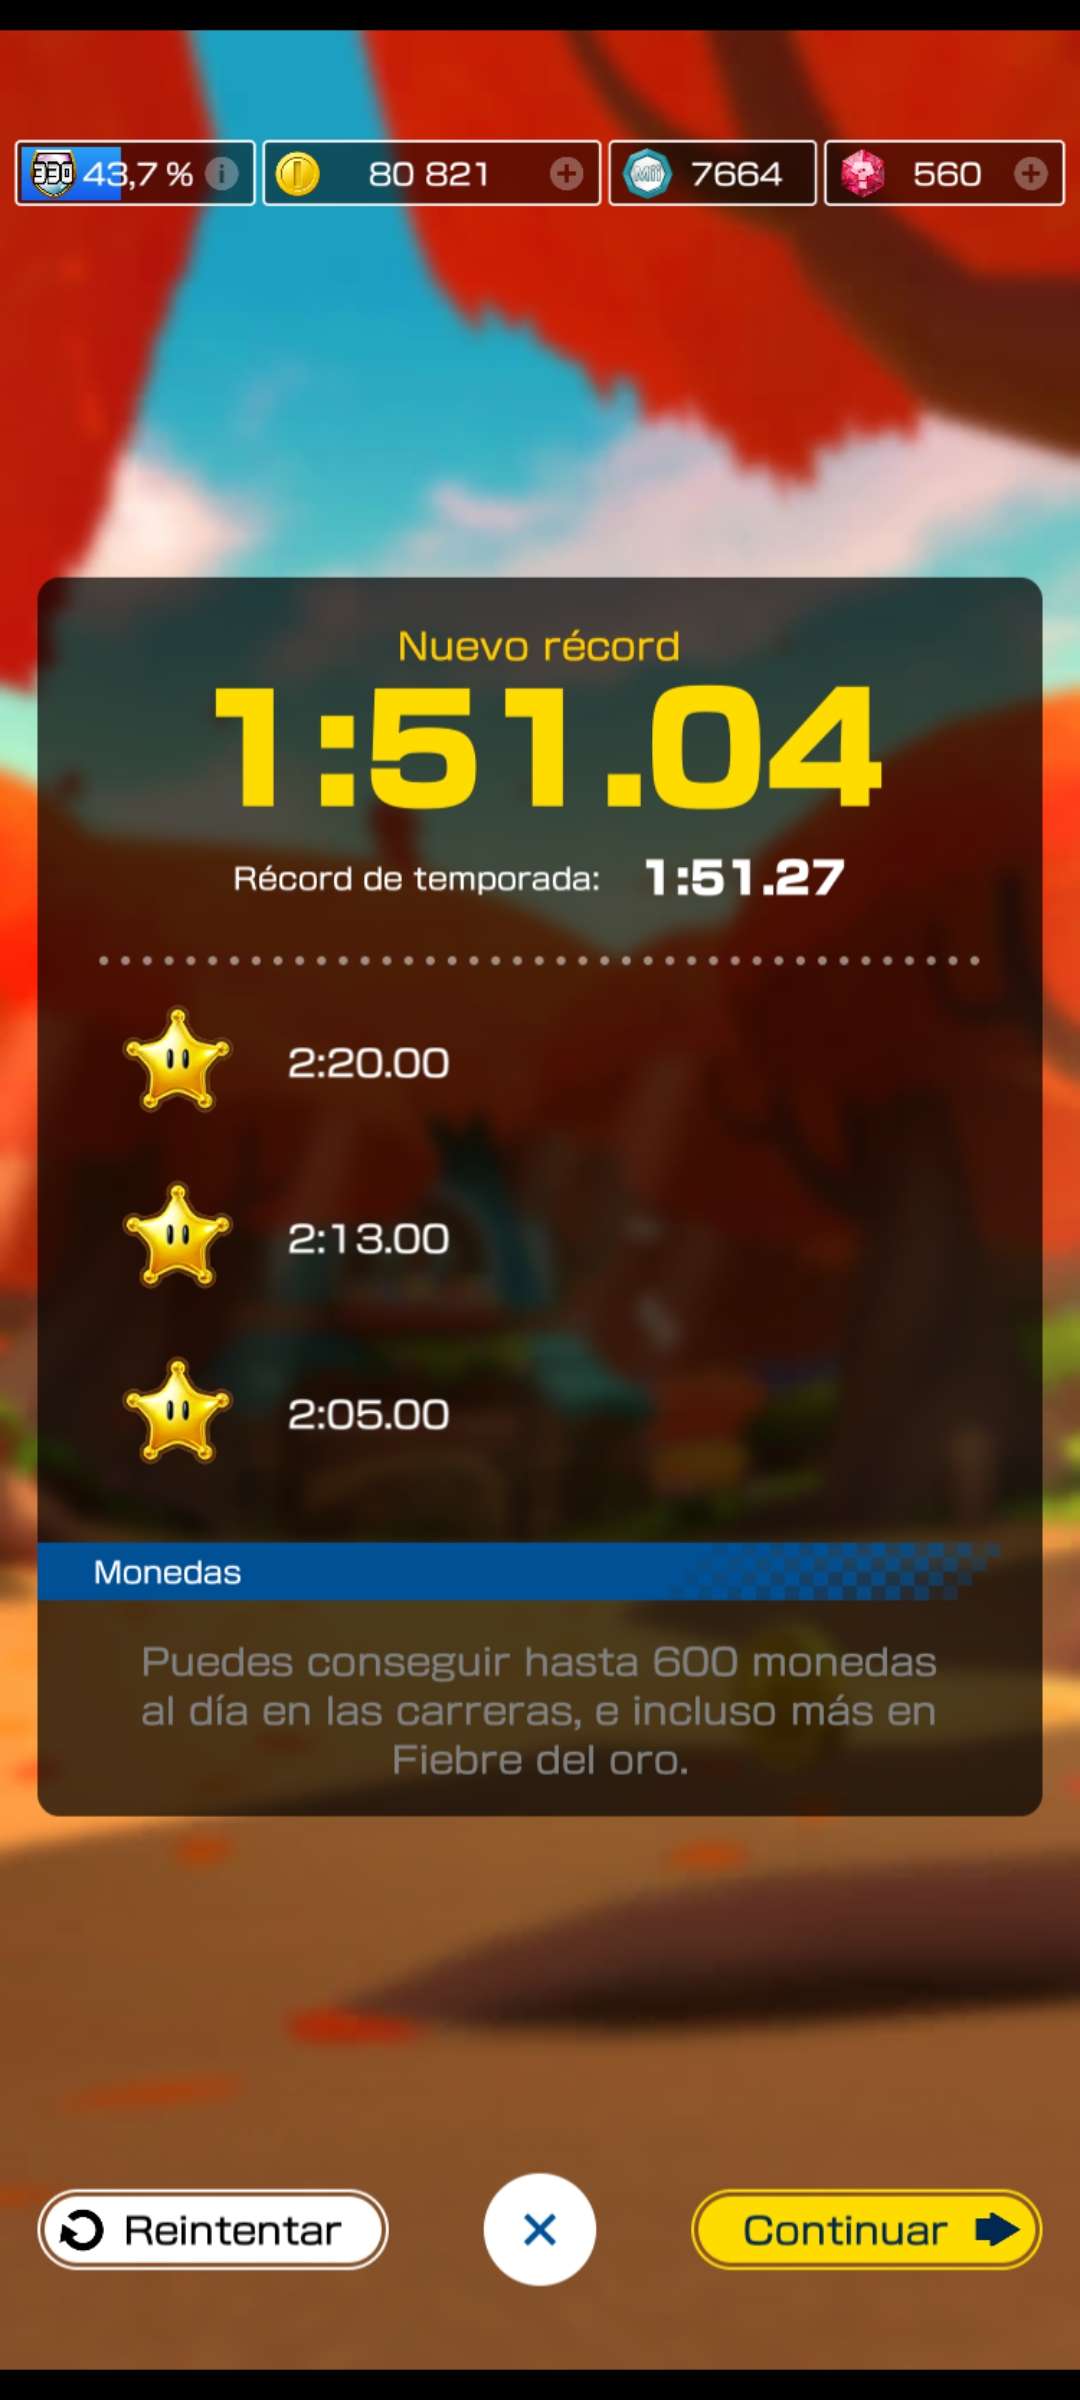 330 43,7 % i 80 821 + Mii 7664 560 +
Nuevo récord
1:51.04
Récord de temporada: 1:51.27
2:20.00
2:13.00
2:05.00
Monedas
Puedes conseguir hasta 600 monedas
al día en las carreras, e incluso más en
Fiebre del oro.
Reintentar × Continuar